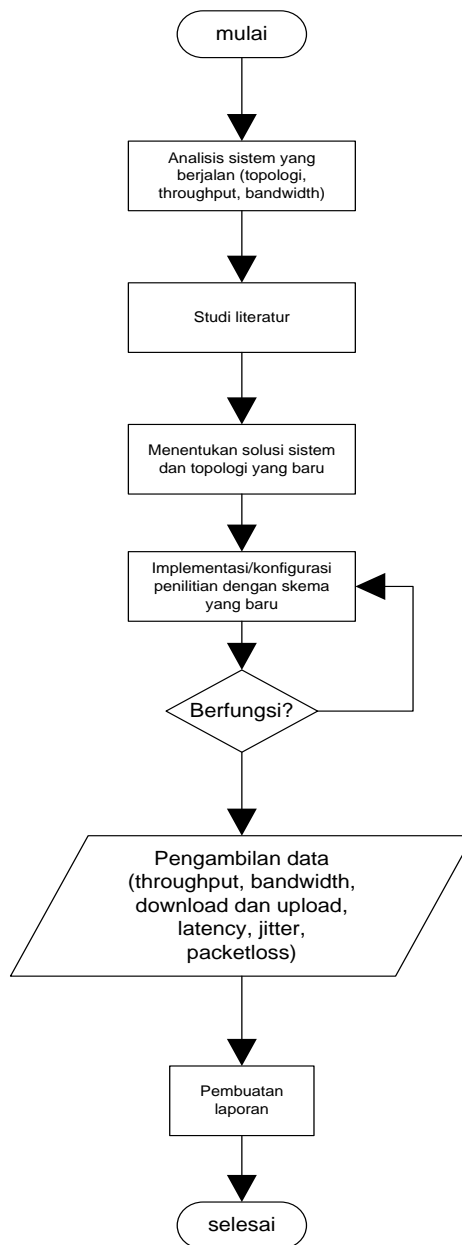 mulai
Analisis sistem yang
berjalan (topologi,
throughput, bandwidth)
Studi literatur
Menentukan solusi sistem
dan topologi yang baru
Implementasi/konfigurasi
penilitian dengan skema
yang baru
Berfungsi?
Pengambilan data
(throughput, bandwidth,
download dan upload,
latency, jitter,
packetloss)
Pembuatan
laporan
selesai